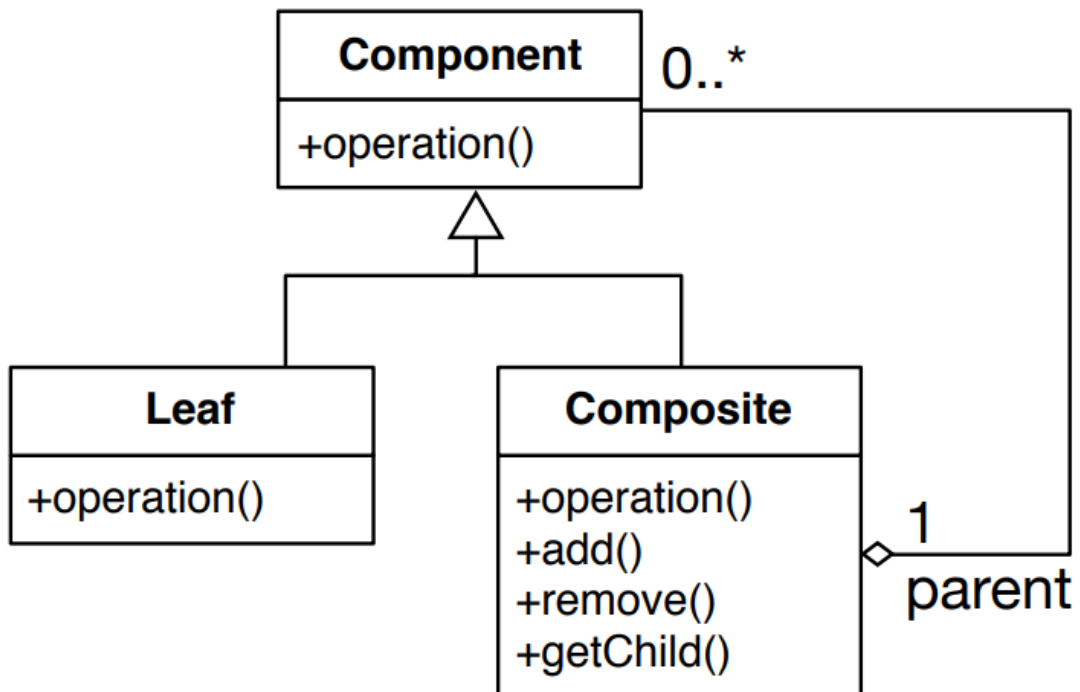 Component
0..*
+operation()
Leaf
+operation()
Composite
+operation()
+add()
+remove()
+getChild()
1
parent